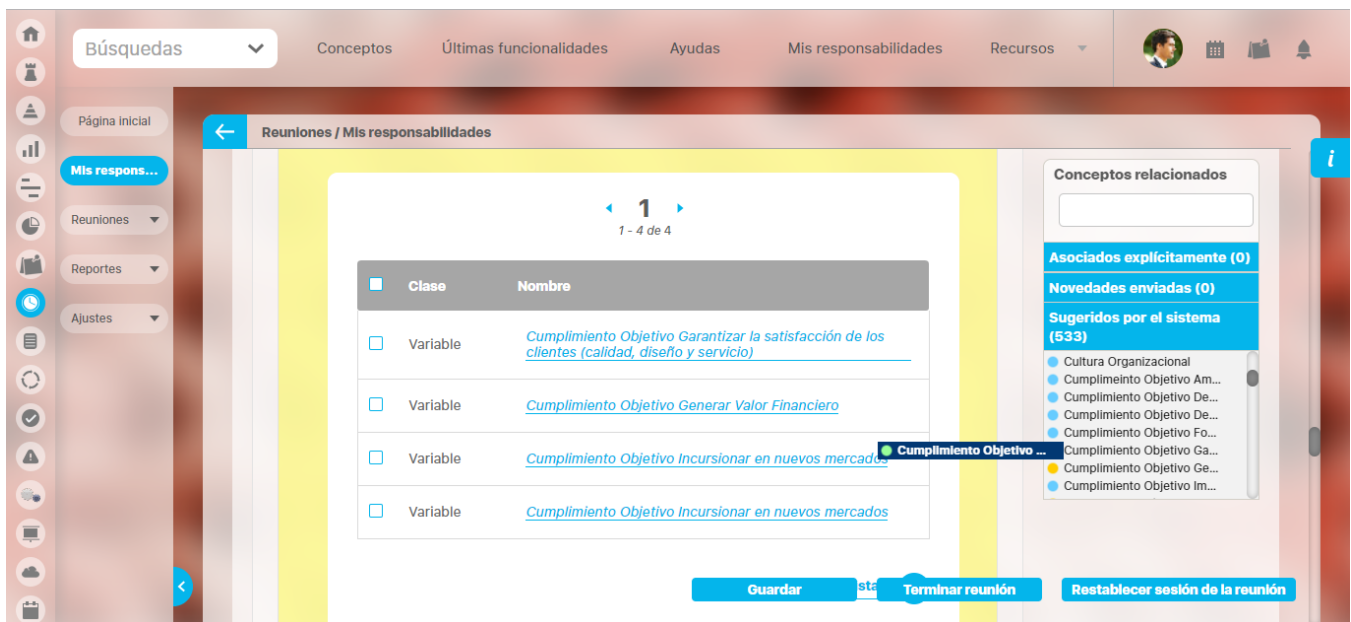 Búsquedas
Conceptos
Últimas funcionalidades
Ayudas
Mis responsabilidades
Recursos
Página inicial
Mis respons...
Reuniones
Reportes
Ajustes
Reuniones / Mis responsabilidades
i
1
1 - 4 de 4
Clase Nombre
Variable
Cumplimiento Objetivo Garantizar la satisfacción de los
clientes (calidad, diseño y servicio)
Variable
Cumplimiento Objetivo Generar Valor Financiero
Variable
Cumplimiento Objetivo Incursionar en nuevos mercados
Variable
Cumplimiento Objetivo Incursionar en nuevos mercados
Cumplimiento Objetivo ...
Conceptos relacionados
Asociados explícitamente (0)
Novedades enviadas (0)
Sugeridos por el sistema
(533)
Cultura Organizacional
Cumplimeinto Objetivo Am...
Cumplimiento Objetivo De...
Cumplimiento Objetivo De...
Cumplimiento Objetivo Fo...
Cumplimiento Objetivo Ga...
Cumplimiento Objetivo Ge...
Cumplimiento Objetivo Im...
Guardar
Terminar reunión
Restablecer sesión de la reunión